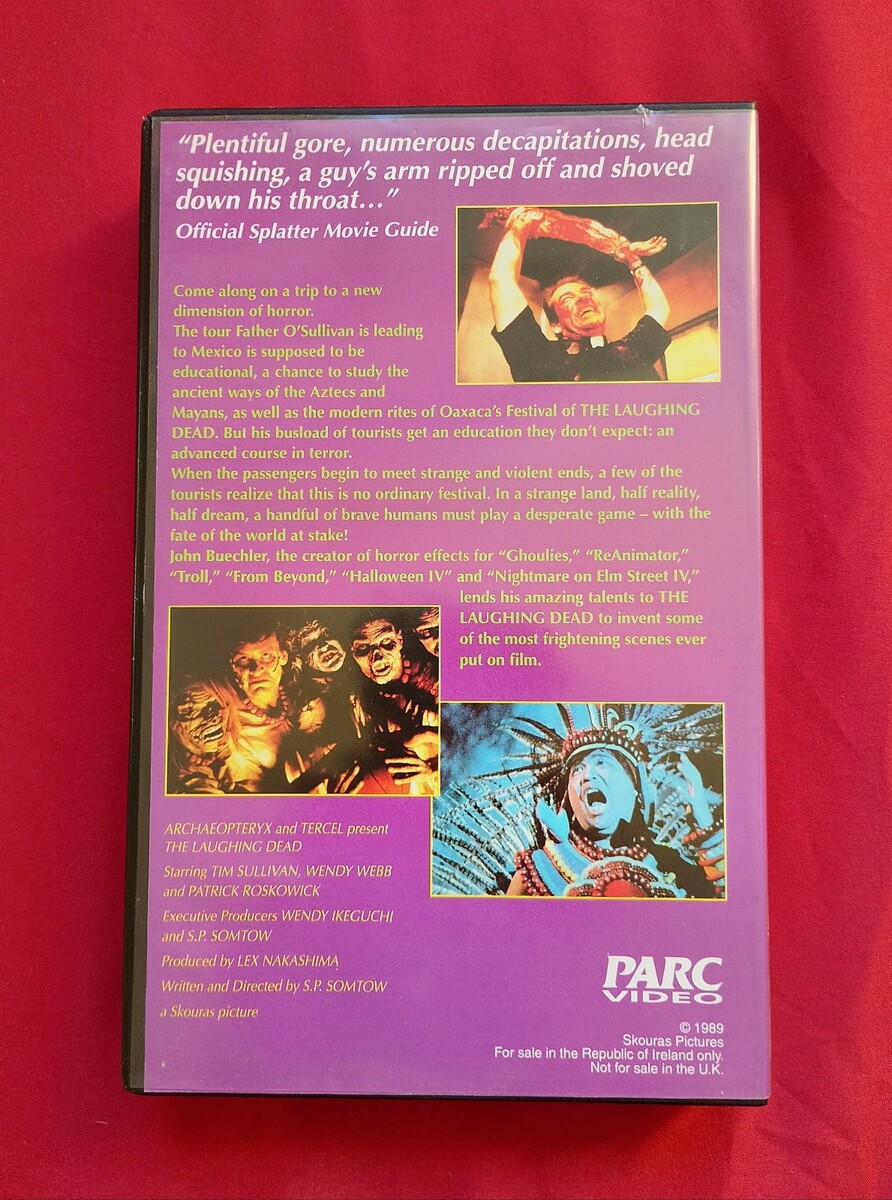 “Plentiful gore, numerous decapitations, head
squishing, a guy’s arm ripped off and shoved
down his throat…”
Official Splatter Movie Guide
Come along on a trip to a new
dimension of horror.
The tour Father O’Sullivan is leading
to Mexico is supposed to be
educational, a chance to study the
ancient ways of the Aztecs and
Mayans, as well as the modern rites of Oaxaca’s Festival of THE LAUGHING
DEAD. But his busload of tourists get an education they don’t expect: an
advanced course in terror.
When the passengers begin to meet strange and violent ends, a few of the
tourists realize that this is no ordinary festival. In a strange land, half reality,
half dream, a handful of brave humans must play a desperate game – with the
fate of the world at stake!
John Buechler, the creator of horror effects for “Ghoulies,” “ReAnimator,”
“Troll,” “From Beyond,” “Halloween IV” and “Nightmare on Elm Street IV,”
lends his amazing talents to THE
LAUGHING DEAD to invent some
of the most frightening scenes ever
put on film.
ARCHAEOPTERYX and TERCEL present
THE LAUGHING DEAD
Starring TIM SULLIVAN, WENDY WEBB
and PATRICK ROSKOWICK
Executive Producers WENDY IKEGUCHI
and S.P. SOMTOW
Produced by LEX NAKASHIMA
Written and Directed by S.P. SOMTOW
a Skouras picture
PARC
VIDEO
© 1989
Skouras Pictures
For sale in the Republic of Ireland only.
Not for sale in the U.K.